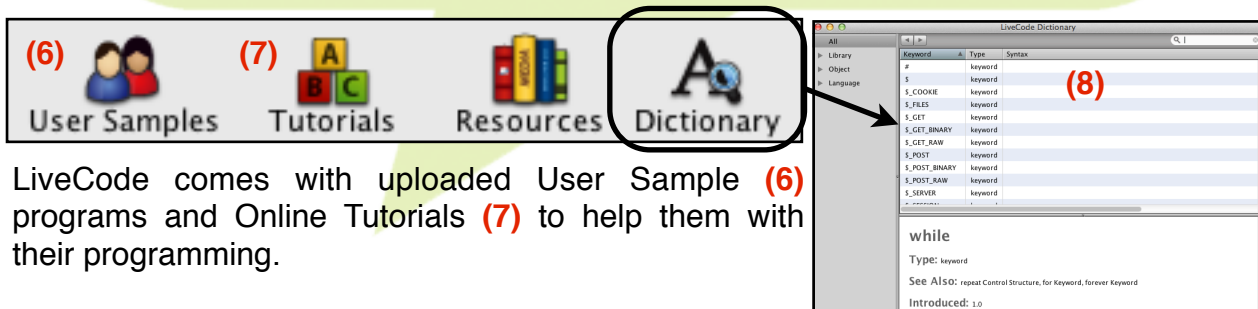 (6)
(7)
A
B C
User Samples
Tutorials
Resources
Dictionary
LiveCode comes with uploaded User Sample (6)
programs and Online Tutorials (7) to help them with
their programming.
LiveCode Dictionary
All
Library
Object
Language
Keyword Type Syntax
(8)
# keyword
$ keyword
$_COOKIE keyword
$_FILES keyword
$_GET keyword
$_GET_BINARY keyword
$_GET_RAW keyword
$_POST keyword
$_POST_BINARY keyword
$_POST_RAW keyword
$_SERVER keyword
while
Type: keyword
See Also: repeat Control Structure, for Keyword, forever Keyword
Introduced: 1.0